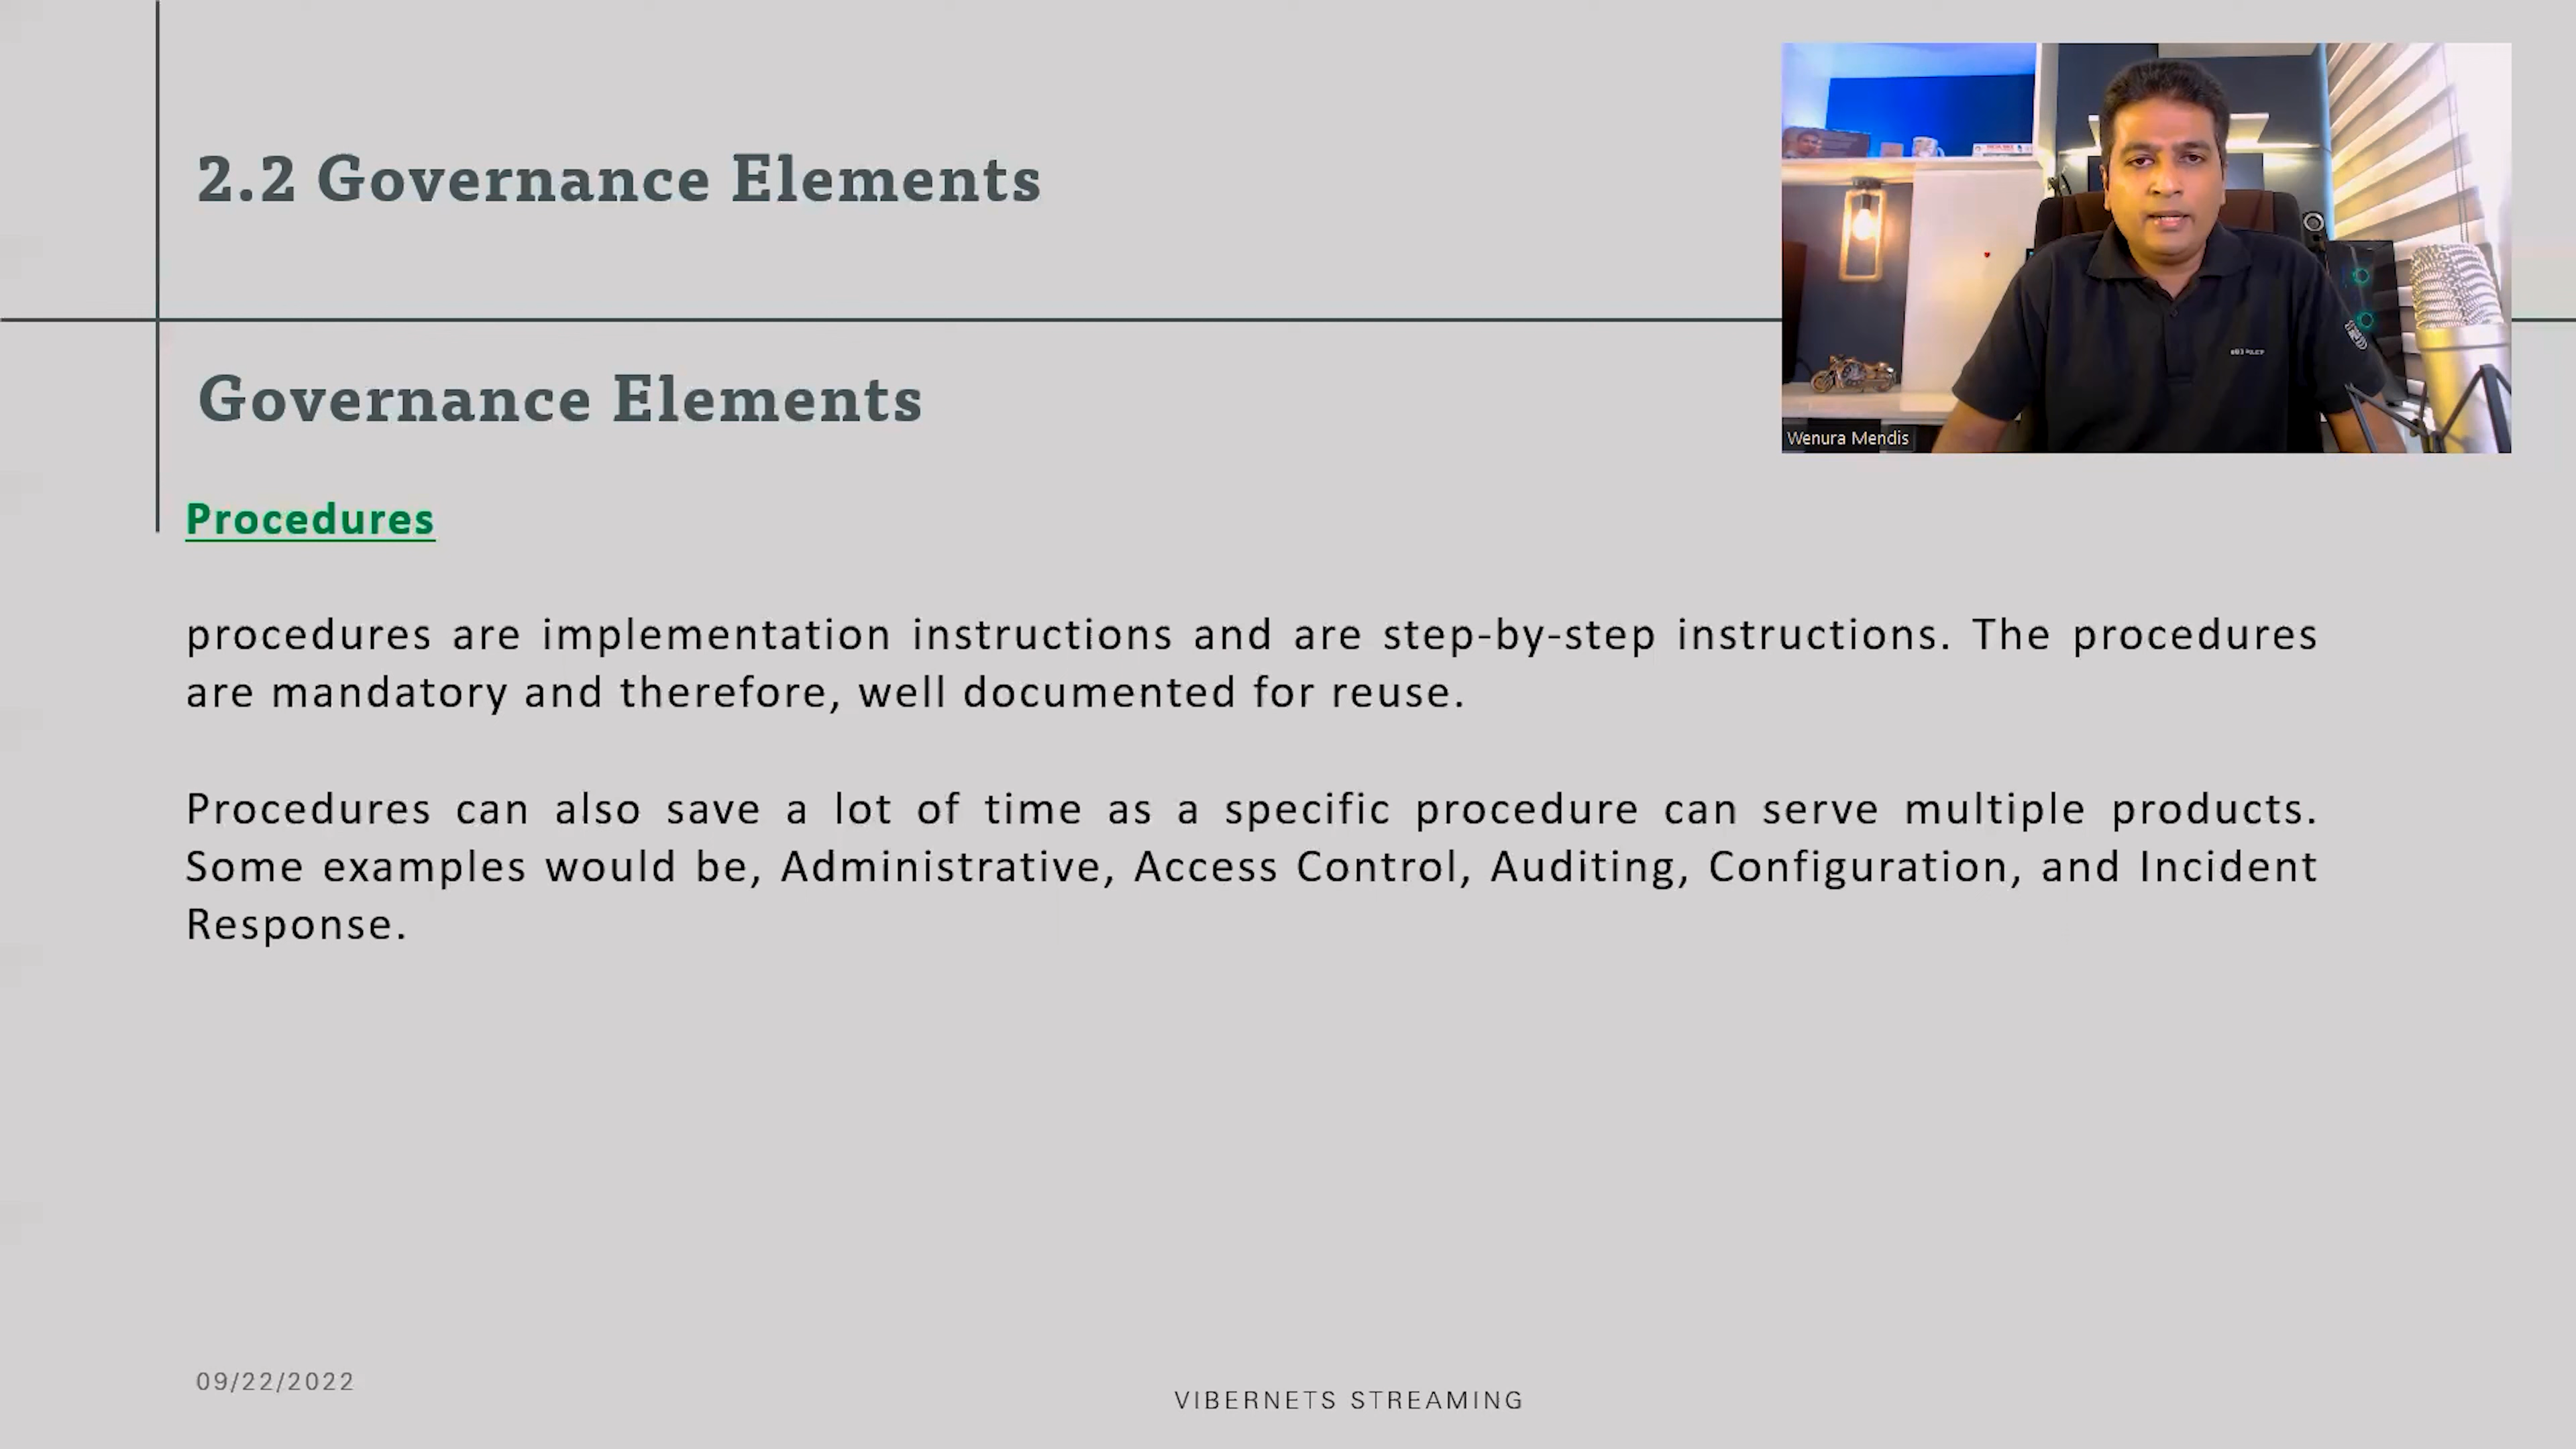 2.2 Governance Elements
Governance Elements
Wenura Mendis
Procedures
procedures are implementation instructions and are step-by-step instructions. The procedures
are mandatory and therefore, well documented for reuse.
Procedures can also save a lot of time as a specific procedure can serve multiple products.
Some examples would be, Administrative, Access Control, Auditing, Configuration, and Incident
Response.
09/22/2022
VIBERNETS STREAMING